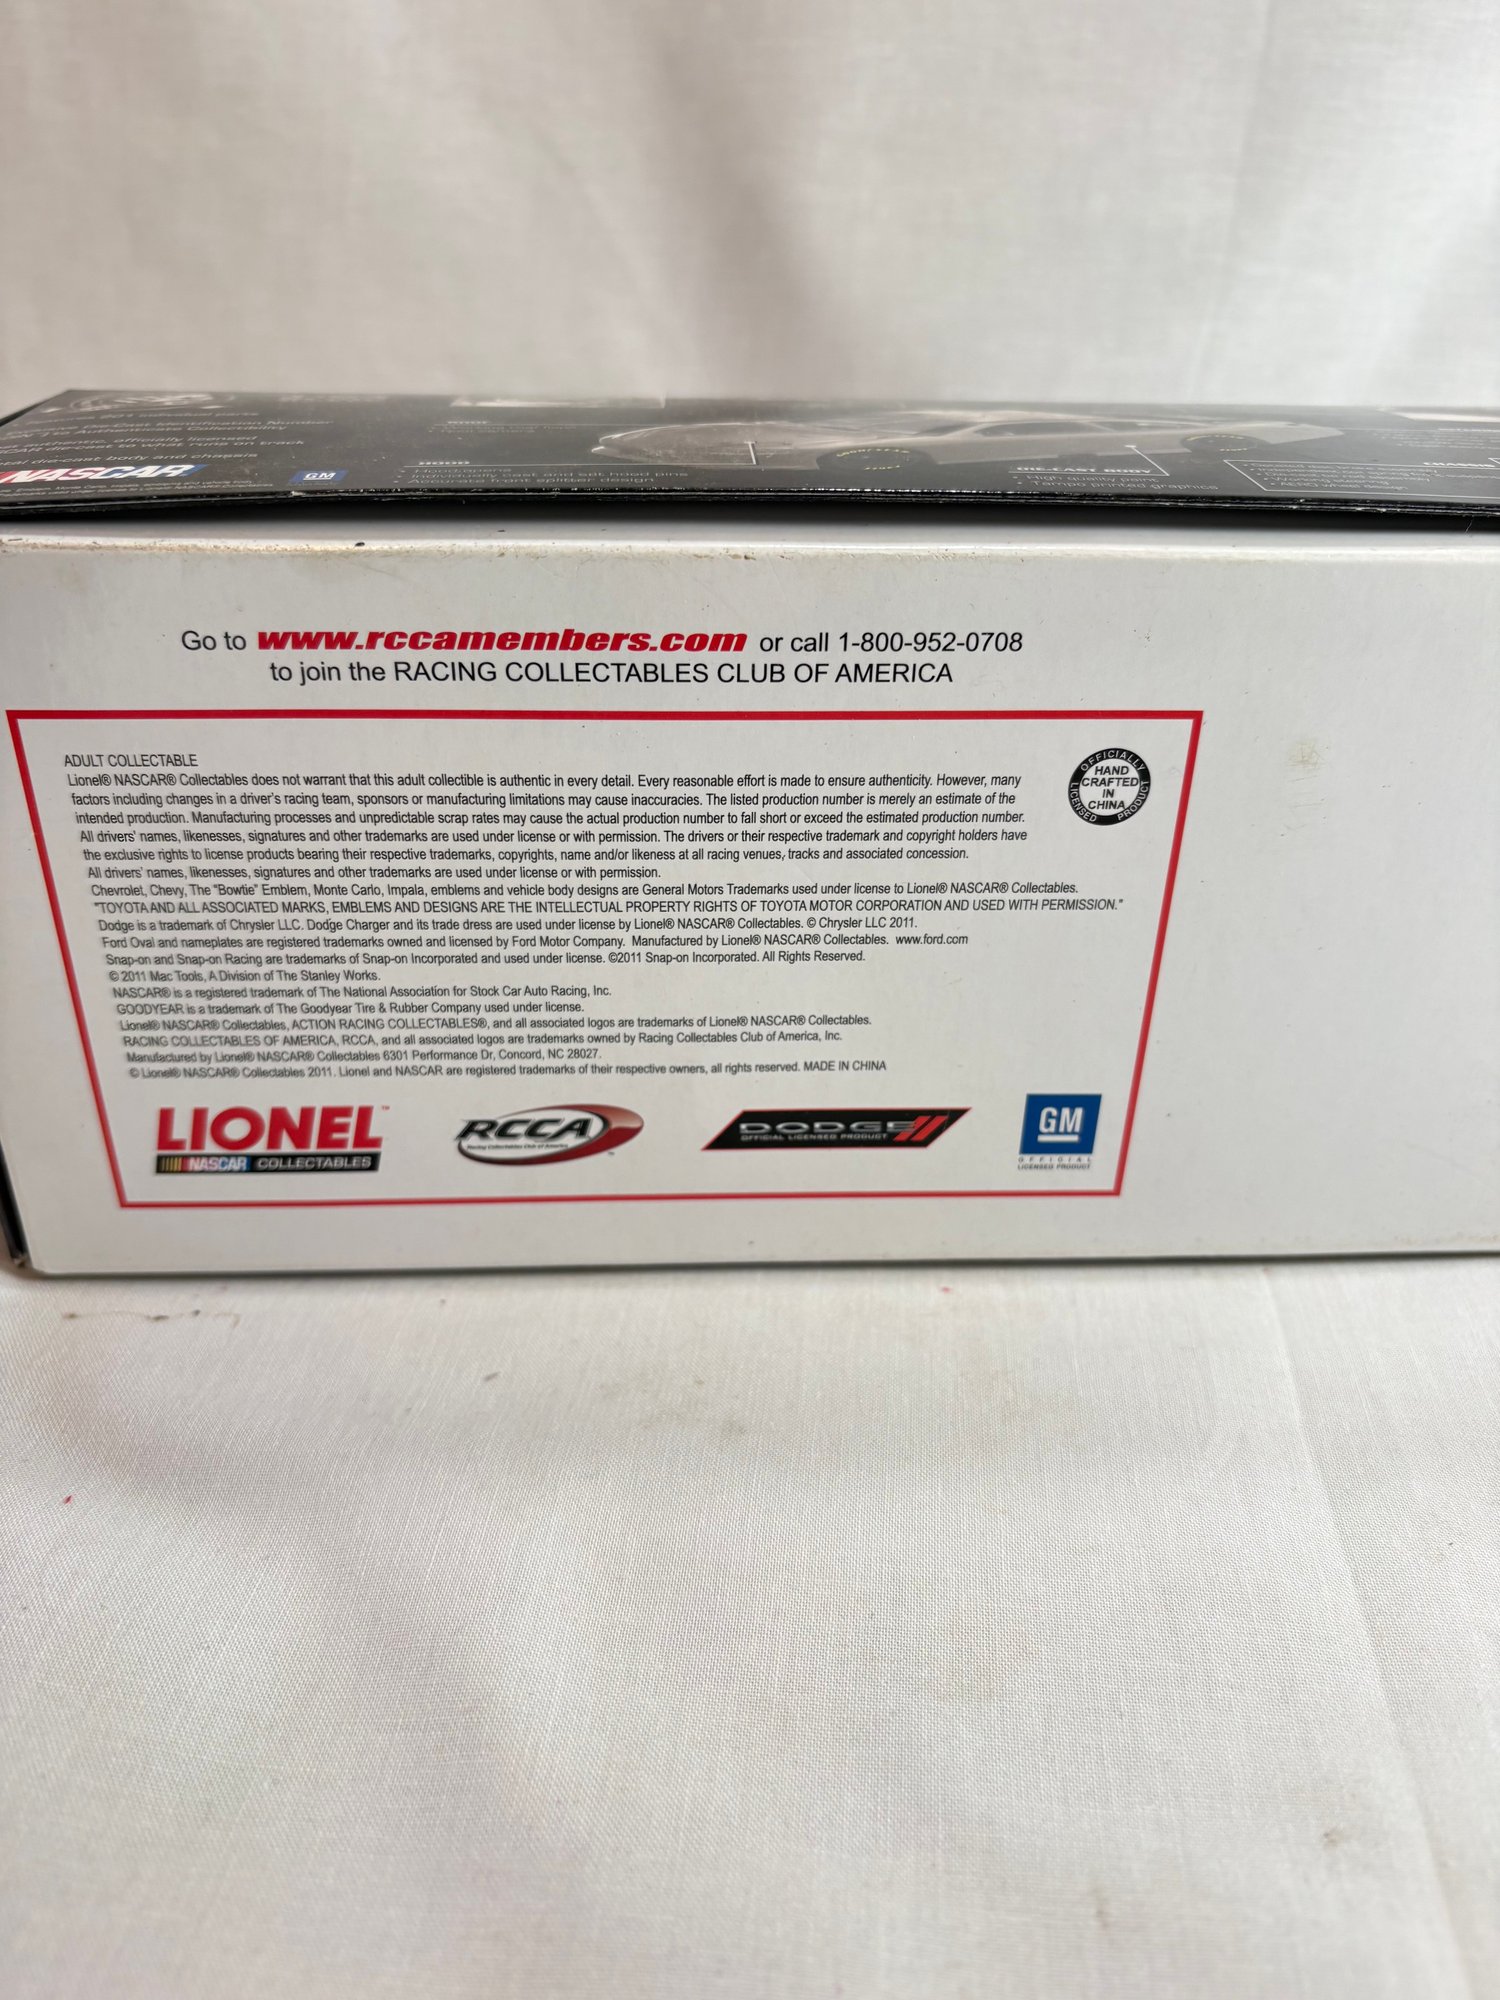 NASCAR
GM
HOOD
DIE-CAST BODY
• High quality paint
• Tampo printed graphics
Go to www.rccamembers.com or call 1-800-952-0708
to join the RACING COLLECTABLES CLUB OF AMERICA
ADULT COLLECTABLE
Lionel® NASCAR® Collectables does not warrant that this adult collectible is authentic in every detail. Every reasonable effort is made to ensure authenticity. However, many
factors including changes in a driver's racing team, sponsors or manufacturing limitations may cause inaccuracies. The listed production number is merely an estimate of the
intended production. Manufacturing processes and unpredictable scrap rates may cause the actual production number to fall short or exceed the estimated production number.
All drivers' names, likenesses, signatures and other trademarks are used under license or with permission. The drivers or their respective trademark and copyright holders have
the exclusive rights to license products bearing their respective trademarks, copyrights, name and/or likeness at all racing venues, tracks and associated concession.
All drivers' names, likenesses, signatures and other trademarks are used under license or with permission.
Chevrolet, Chevy, The "Bowtie" Emblem, Monte Carlo, Impala, emblems and vehicle body designs are General Motors Trademarks used under license to Lionel® NASCAR® Collectables.
"TOYOTA AND ALL ASSOCIATED MARKS, EMBLEMS AND DESIGNS ARE THE INTELLECTUAL PROPERTY RIGHTS OF TOYOTA MOTOR CORPORATION AND USED WITH PERMISSION."
Dodge is a trademark of Chrysler LLC. Dodge Charger and its trade dress are used under license by Lionel® NASCAR® Collectables. © Chrysler LLC 2011.
Ford Oval and nameplates are registered trademarks owned and licensed by Ford Motor Company. Manufactured by Lionel® NASCAR® Collectables. www.ford.com
Snap-on and Snap-on Racing are trademarks of Snap-on Incorporated and used under license. ©2011 Snap-on Incorporated. All Rights Reserved.
© 2011 Mac Tools, A Division of The Stanley Works.
NASCAR® is a registered trademark of The National Association for Stock Car Auto Racing, Inc.
GOODYEAR is a trademark of The Goodyear Tire & Rubber Company used under license.
Lionel® NASCAR® Collectables, ACTION RACING COLLECTABLES®, and all associated logos are trademarks of Lionel® NASCAR® Collectables.
RACING COLLECTABLES OF AMERICA, RCCA, and all associated logos are trademarks owned by Racing Collectables Club of America, Inc.
Manufactured by Lionel® NASCAR® Collectables 6301 Performance Dr, Concord, NC 28027.
© Lionel® NASCAR® Collectables 2011. Lionel and NASCAR are registered trademarks of their respective owners, all rights reserved. MADE IN CHINA
OFFICIALLY
HAND
CRAFTED
IN
CHINA
LICENSED PRODUCT
LIONEL™
NASCAR COLLECTABLES
RCCA
Racing Collectables Club of America
™
DODGE
OFFICIAL LICENSED PRODUCT
GM
OFFICIAL
LICENSED PRODUCT